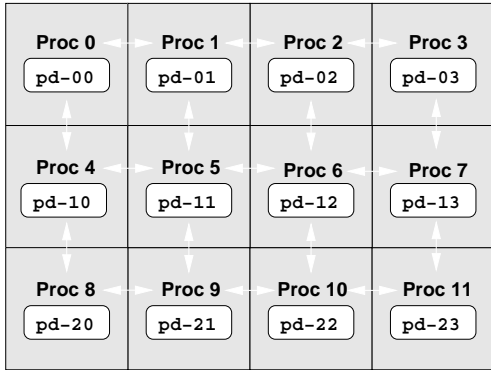 Proc 0 Proc 1 Proc 2 Proc 3
pd-00 pd-01 pd-02 pd-03
Proc 4 Proc 5 Proc 6 Proc 7
pd-10 pd-11 pd-12 pd-13
Proc 8 Proc 9 Proc 10 Proc 11
pd-20 pd-21 pd-22 pd-23